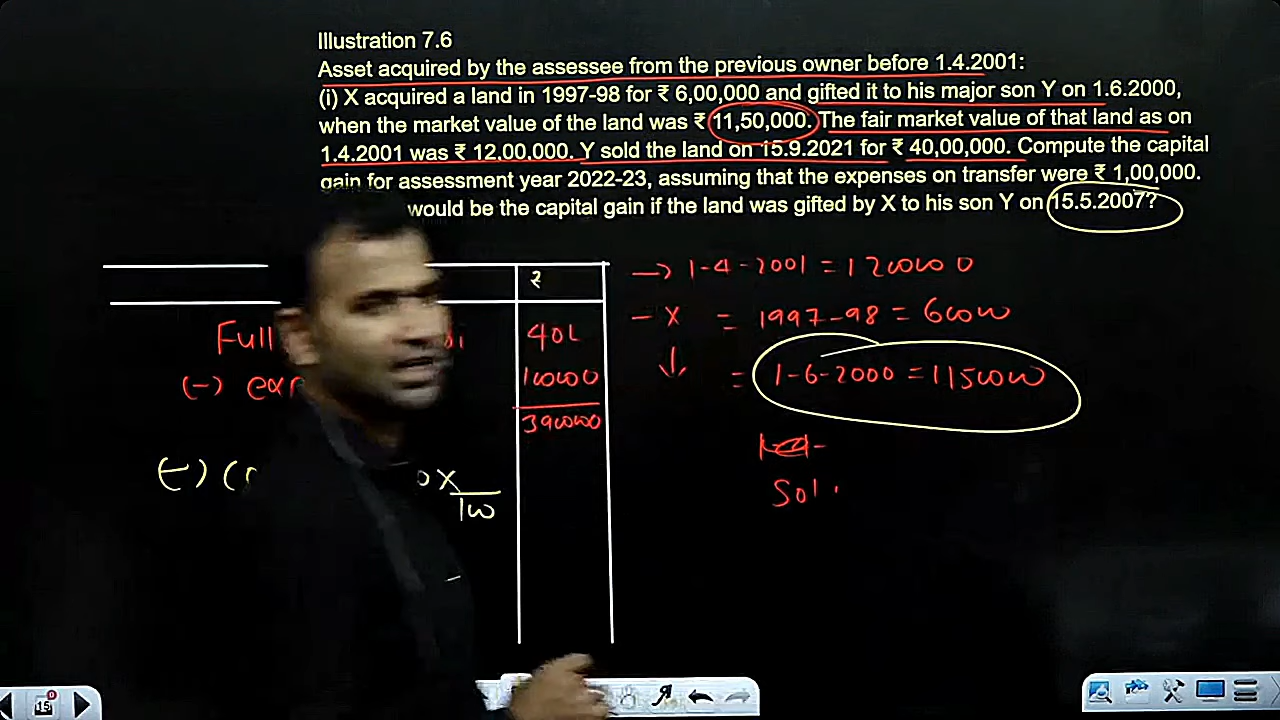 Illustration 7.6
Asset acquired by the assessee from the previous owner before 1.4.2001:
(i) X acquired a land in 1997-98 for ₹ 6,00,000 and gifted it to his major son Y on 1.6.2000,
when the market value of the land was ₹ 11,50,000. The fair market value of that land as on
1.4.2001 was ₹ 12,00,000. Y sold the land on 15.9.2021 for ₹ 40,00,000. Compute the capital
gain for assessment year 2022-23, assuming that the expenses on transfer were ₹ 1,00,000.
would be the capital gain if the land was gifted by X to his son Y on 15.5.2007?
₹
Full 40L
(-) 100000
3900000
(-) ( 0 X
100
→ 1-4-2001 = 1200000
- X = 1997-98 = 600000
↓ = 1-6-2000 = 1150000
Sol.
15